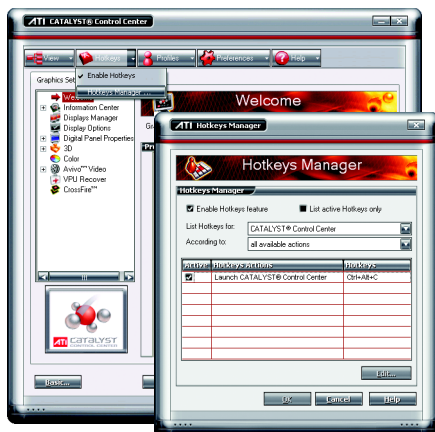 ATI CATALYST® Control Center
View Hotkeys Profiles Preferences Help
Enable Hotkeys
Hotkeys Manager ...
Graphics Set
Welcome
Information Center
Displays Manager
Display Options
Digital Panel Properties
3D
Color
Avivo™ Video
VPU Recover
CrossFire™
ATI CATALYST
CONTROL CENTER
Basic...
ATI Hotkeys Manager
Hotkeys Manager
Hotkeys Manager
Enable Hotkeys feature List active Hotkeys only
List Hotkeys for: CATALYST® Control Center
According to: all available actions
Active Hotkeys Actions Hotkeys
Launch CATALYST® Control Center Ctrl+Alt+C
Edit...
OK Cancel Help